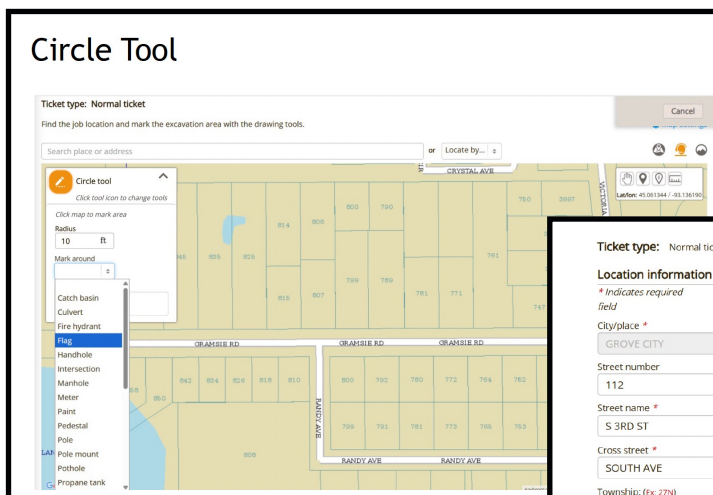 Circle Tool
Ticket type: Normal ticket
Cancel
Find the job location and mark the excavation area with the drawing tools.
Search place or address
or
Locate by...
CRYSTAL AVE
Circle tool
Click tool icon to change tools
Click map to mark area
Radius
10 ft
Mark around
Catch basin
Culvert
Fire hydrant
Flag
Handhole
Intersection
Manhole
Meter
Paint
Pedestal
Pole
Pole mount
Pothole
Propane tank
Lat/lon: 45.061344 / -93.136190
VICTORIA
800 790
750 3997
814 808
835 825
791
799 789
815 807
781 771
747
GRAMSIE RD
GRAMSIE RD
GRAMSIE RD
842 834 826 818 810
800 792 780 772 764 752
850
RANDY AVE
799 791 781 773 765 753
808
RANDY AVE
RANDY AVE
Ticket type: Normal tic
Location information
* Indicates required
field
City/place *
GROVE CITY
Street number
112
Street name *
S 3RD ST
Cross street *
SOUTH AVE
Township: (Ex: 27N)